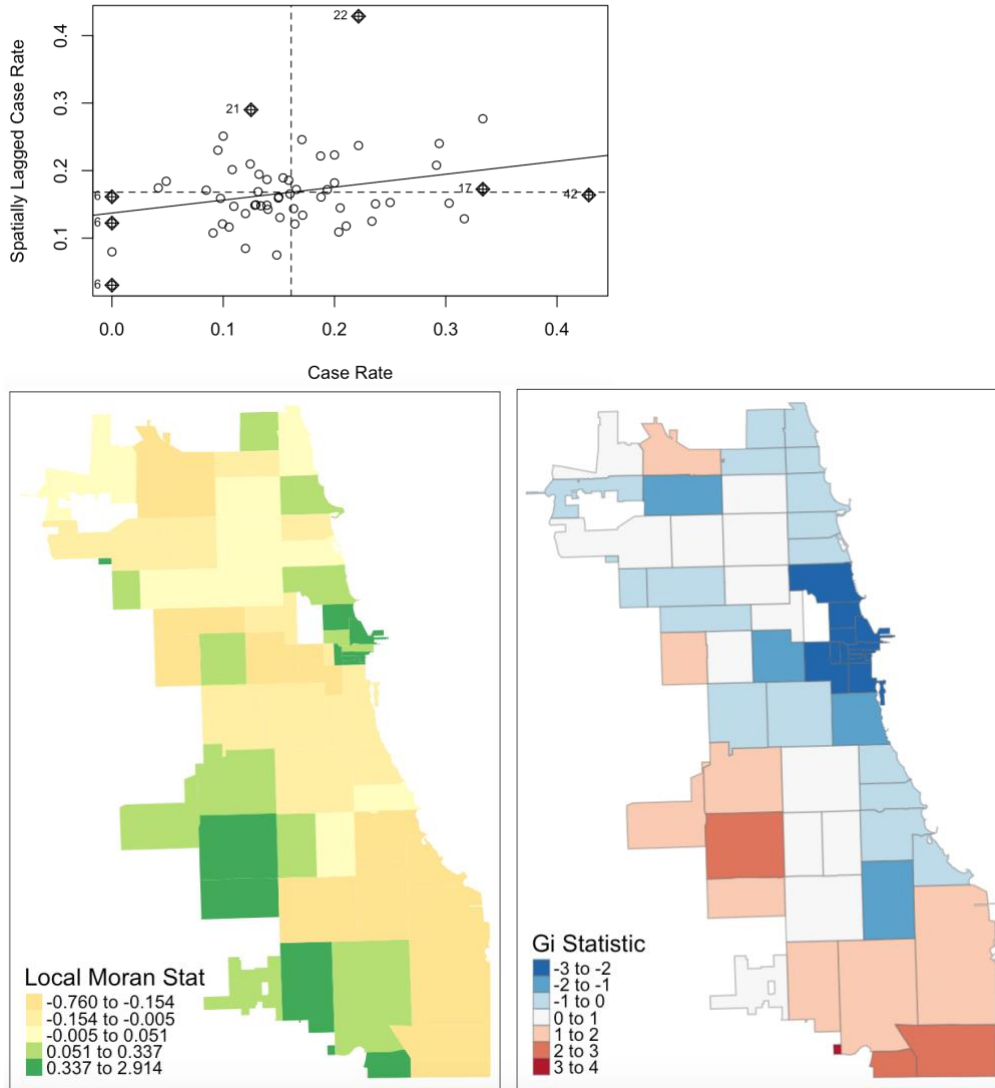 Spatially Lagged Case Rate
0.4
0.3
0.2
0.1
22
21
6
17
42
6
6
0.0
0.1
0.2
0.3
0.4
Case Rate
Local Moran Stat
-0.760 to -0.154
-0.154 to -0.005
-0.005 to 0.051
0.051 to 0.337
0.337 to 2.914
Gi Statistic
-3 to -2
-2 to -1
-1 to 0
0 to 1
1 to 2
2 to 3
3 to 4